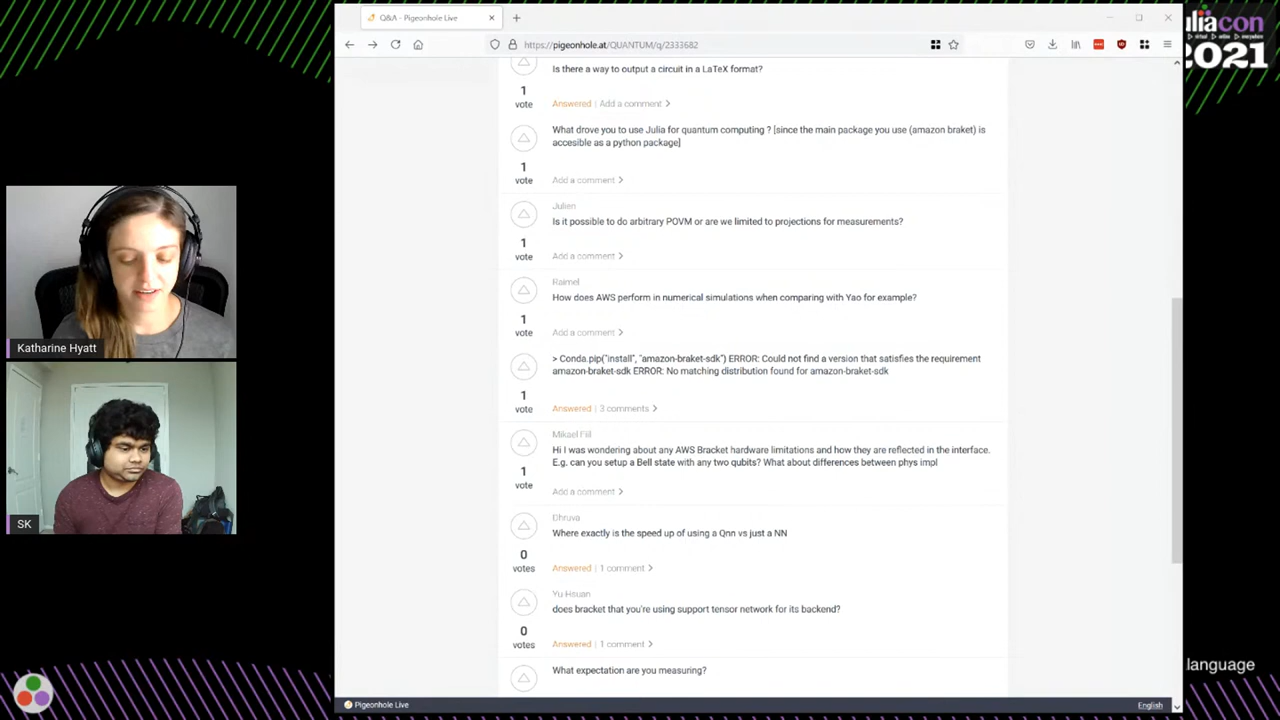 Q&A - Pigeonhole Live
https://pigeonhole.at/QUANTUM/q/2333682
uliacon
2021
Is there a way to output a circuit in a LaTeX format?
1
vote
Answered | Add a comment >
What drove you to use Julia for quantum computing ? [since the main package you use (amazon braket) is
accesible as a python package]
1
vote
Add a comment >
Julien
Is it possible to do arbitrary POVM or are we limited to projections for measurements?
1
vote
Add a comment >
Raimel
How does AWS perform in numerical simulations when comparing with Yao for example?
1
vote
Add a comment >
> Conda.pip("install", "amazon-braket-sdk") ERROR: Could not find a version that satisfies the requirement
amazon-braket-sdk ERROR: No matching distribution found for amazon-braket-sdk
1
vote
Answered | 3 comments >
Mikael
Hi I was wondering about any AWS Bracket hardware limitations and how they are reflected in the interface.
E.g. can you setup a Bell state with any two qubits? What about differences between phys impl
1
vote
Add a comment >
Dhruva
Where exactly is the speed up of using a Qnn vs just a NN
0
votes
Answered | 1 comment >
Yu Hsuan
does bracket that you're using support tensor network for its backend?
0
votes
Answered | 1 comment >
What expectation are you measuring?
Pigeonhole Live
English
Katharine Hyatt
SK
language